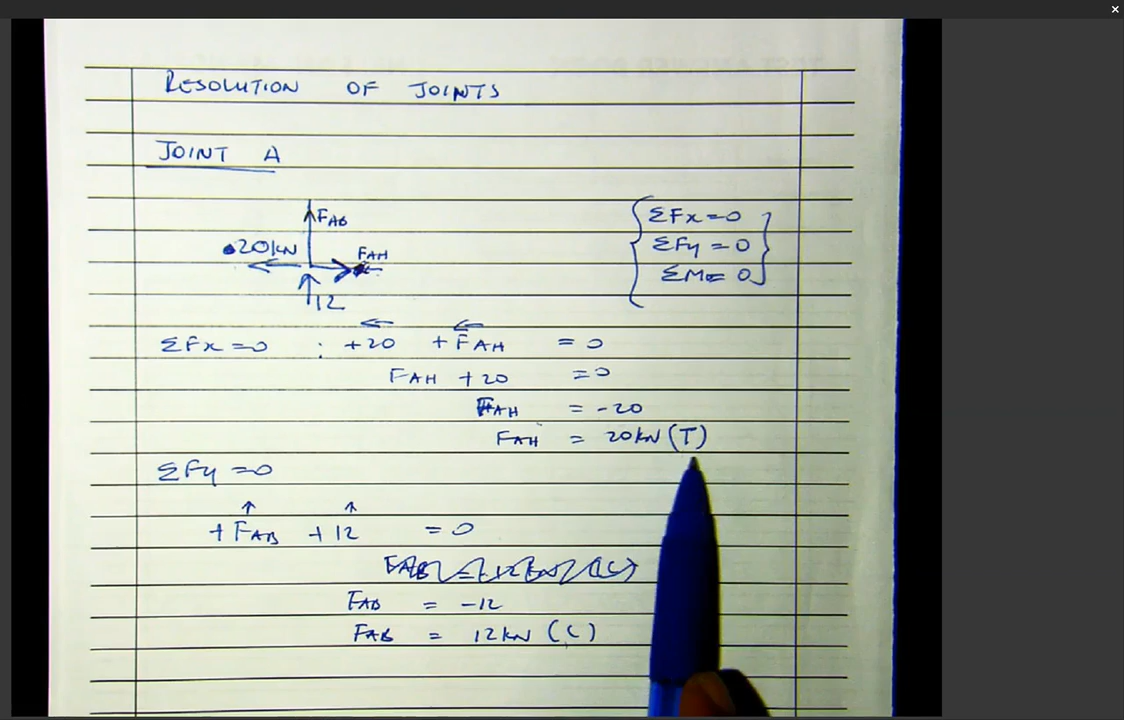 RESOLUTION OF JOINTS
JOINT A
FAB
20kN
FAH
12
ΣFx=0
ΣFy=0
ΣM=0
ΣFx=0 : +20 +FAH =0
FAH +20 =0
FAH = -20
FAH = 20kN (T)
ΣFy=0
+FAB +12 =0
FAB = -12
FAB = 12kN (C)